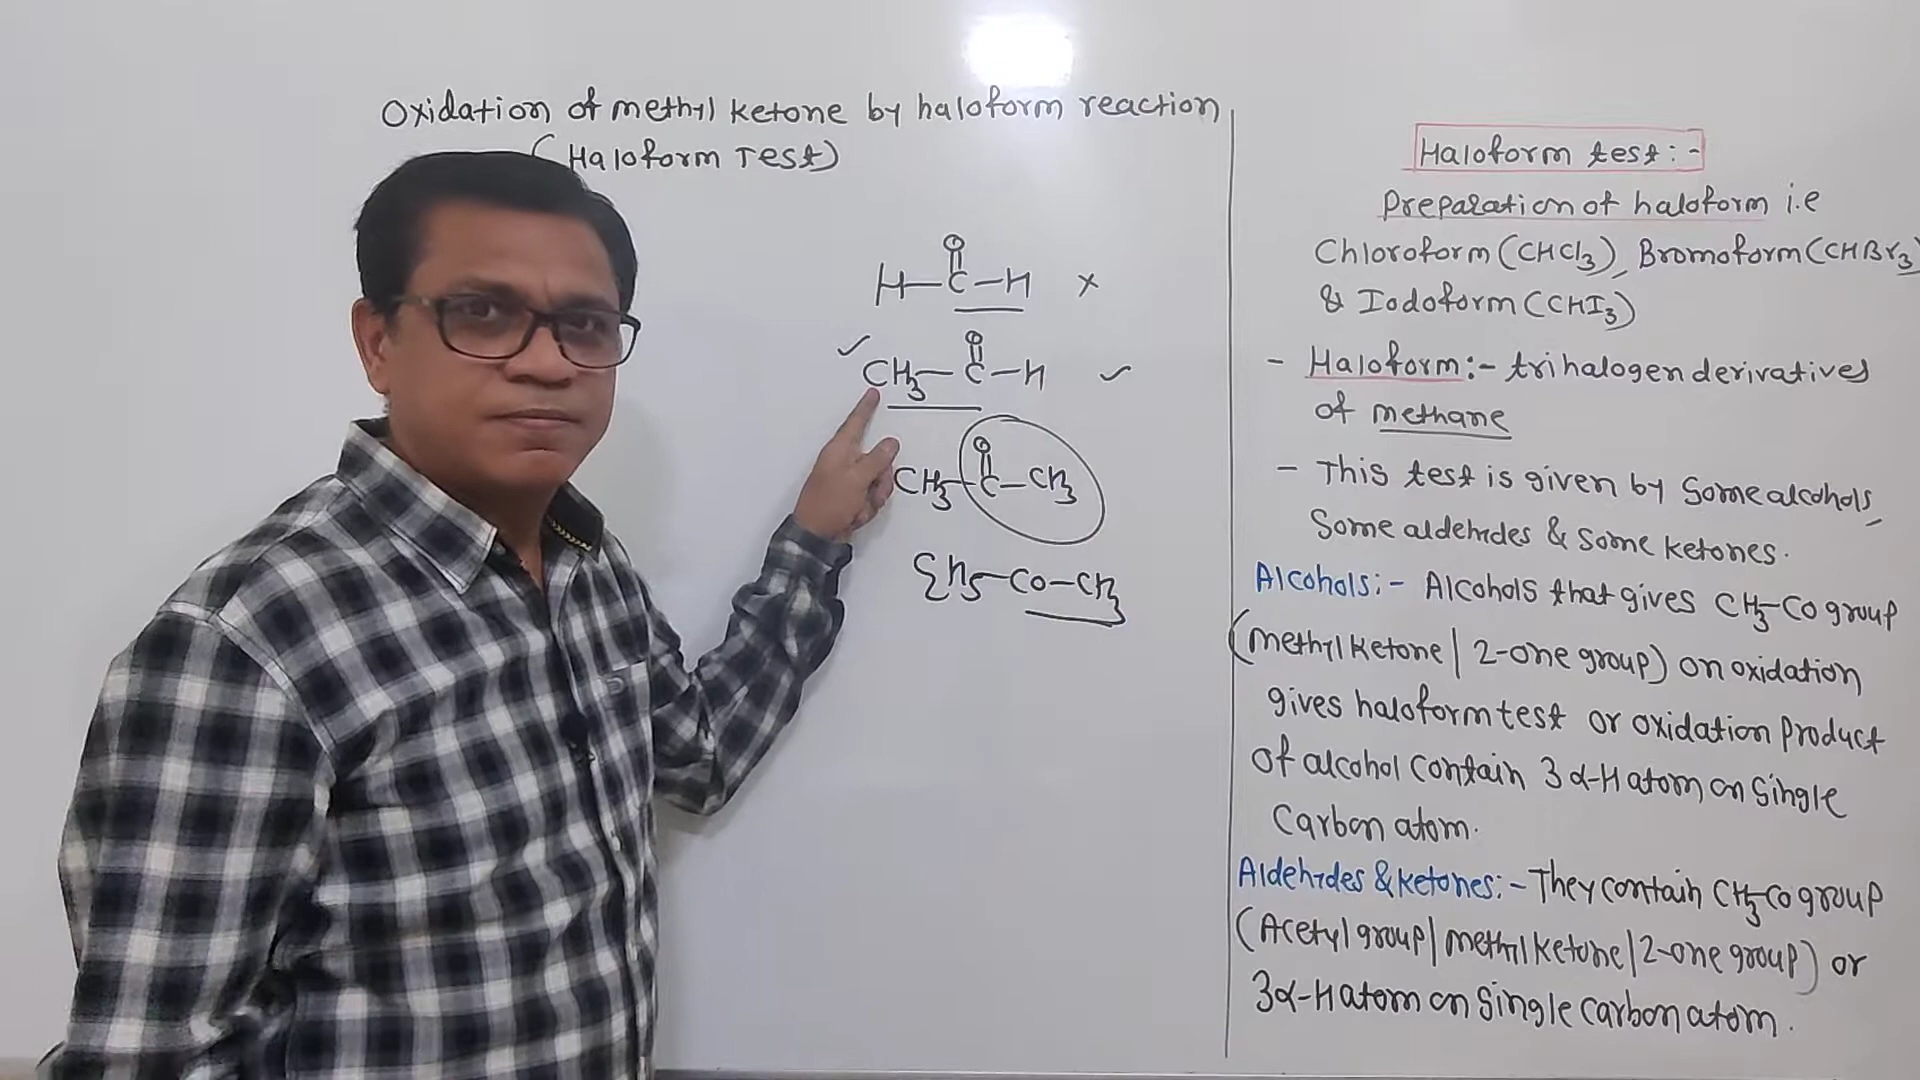 Oxidation of methyl ketone by haloform reaction
(Haloform Test)
O
H-C-H ×
O
✓ CH3-C-H ✓
O
CH3-C-CH3
C2H5-CO-CH3
Haloform test:-
Preparation of haloform i.e
Chloroform (CHCl3), Bromoform (CHBr3)
& Iodoform (CHI3)
- Haloform:- trihalogen derivatives
of methane
- This test is given by some alcohols,
Some aldehydes & some ketones.
Alcohols:- Alcohols that gives CH3-CO group
(methyl ketone | 2-one group) on oxidation
gives haloform test or oxidation product
of alcohol contain 3 α-H atom on single
carbon atom.
Aldehydes & Ketones:- They contain CH3CO group
(Acetyl group | methyl ketone | 2-one group) or
3α-H atom on single carbon atom.